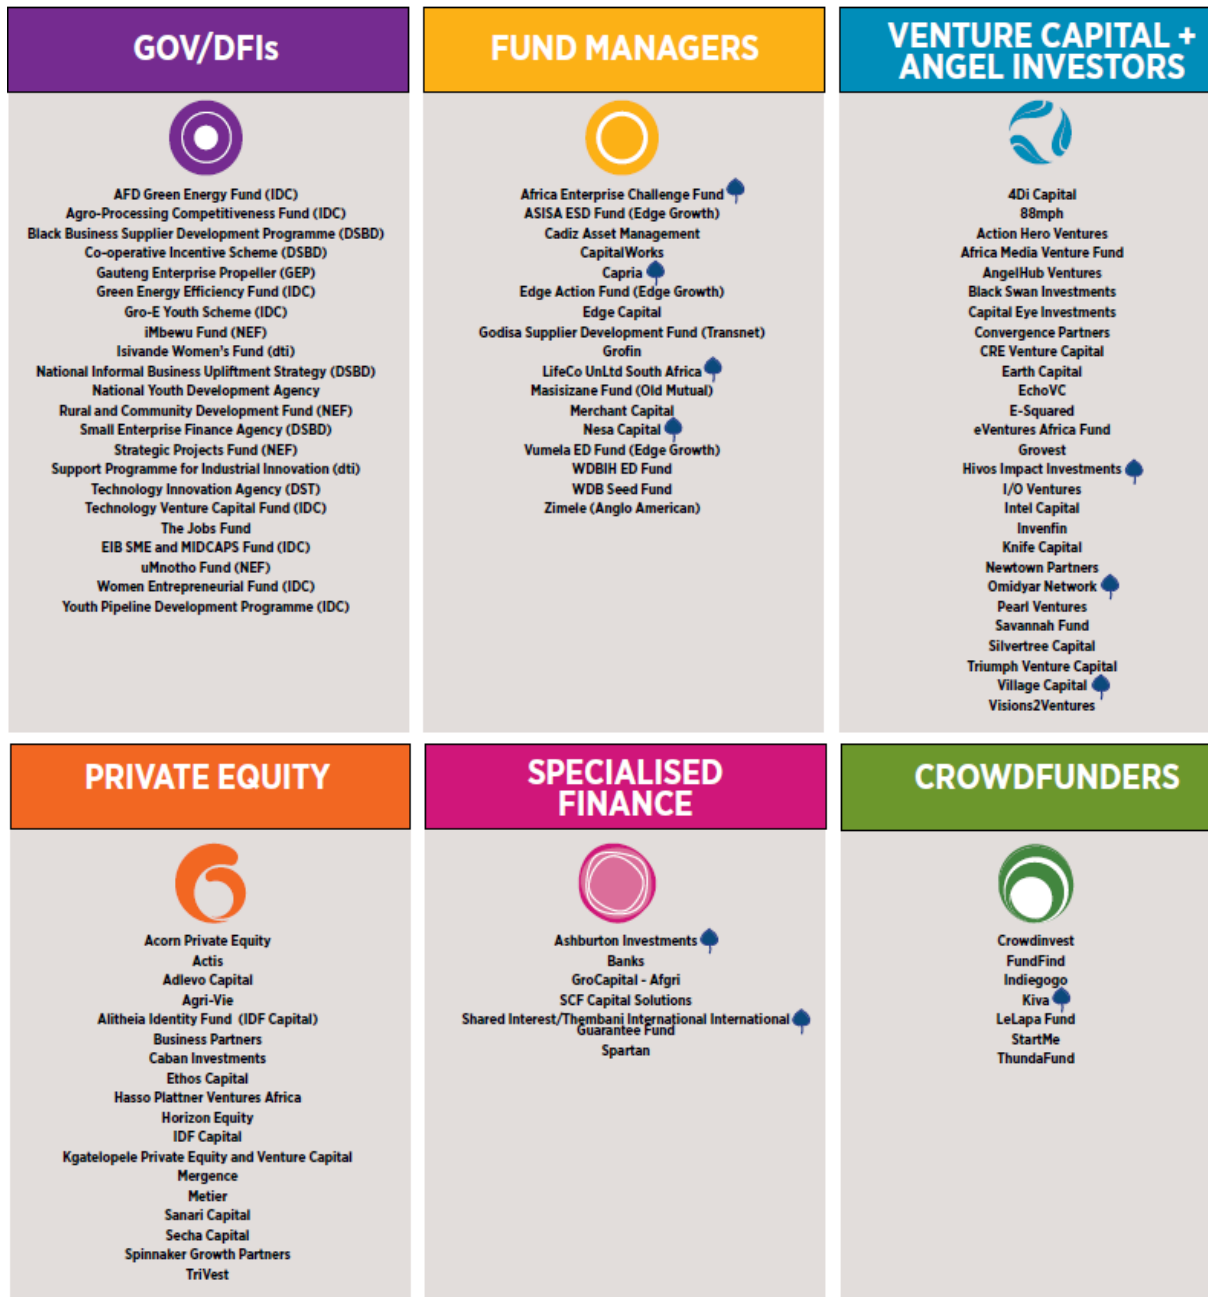 GOV/DFIs
AFD Green Energy Fund (IDC)
Agro-Processing Competitiveness Fund (IDC)
Black Business Supplier Development Programme (DSBD)
Co-operative Incentive Scheme (DSBD)
Gauteng Enterprise Propeller (GEP)
Green Energy Efficiency Fund (IDC)
Gro-E Youth Scheme (IDC)
iMbewu Fund (NEF)
Isivande Women's Fund (dti)
National Informal Business Upliftment Strategy (DSBD)
National Youth Development Agency
Rural and Community Development Fund (NEF)
Small Enterprise Finance Agency (DSBD)
Strategic Projects Fund (NEF)
Support Programme for Industrial Innovation (dti)
Technology Innovation Agency (DST)
Technology Venture Capital Fund (IDC)
The Jobs Fund
EIB SME and MIDCAPS Fund (IDC)
uMnotho Fund (NEF)
Women Entrepreneurial Fund (IDC)
Youth Pipeline Development Programme (IDC)
FUND MANAGERS
Africa Enterprise Challenge Fund
ASISA ESD Fund (Edge Growth)
Cadiz Asset Management
CapitalWorks
Capria
Edge Action Fund (Edge Growth)
Edge Capital
Godisa Supplier Development Fund (Transnet)
Grofin
LifeCo UnLtd South Africa
Masisizane Fund (Old Mutual)
Merchant Capital
Nesa Capital
Vumela ED Fund (Edge Growth)
WDBIH ED Fund
WDB Seed Fund
Zimele (Anglo American)
VENTURE CAPITAL +
ANGEL INVESTORS
4Di Capital
88mph
Action Hero Ventures
Africa Media Venture Fund
AngelHub Ventures
Black Swan Investments
Capital Eye Investments
Convergence Partners
CRE Venture Capital
Earth Capital
EchoVC
E-Squared
eVentures Africa Fund
Grovest
Hivos Impact Investments
I/O Ventures
Intel Capital
Invenfin
Knife Capital
Newtown Partners
Omidyar Network
Pearl Ventures
Savannah Fund
Silvertree Capital
Triumph Venture Capital
Village Capital
Visions2Ventures
PRIVATE EQUITY
Acorn Private Equity
Actis
Adlevo Capital
Agri-Vie
Alitheia Identity Fund (IDF Capital)
Business Partners
Caban Investments
Ethos Capital
Hasso Plattner Ventures Africa
Horizon Equity
IDF Capital
Kgatelopele Private Equity and Venture Capital
Mergence
Metier
Sanari Capital
Secha Capital
Spinnaker Growth Partners
TriVest
SPECIALISED
FINANCE
Ashburton Investments
Banks
GroCapital - Afgri
SCF Capital Solutions
Shared Interest/Thembani International International
Guarantee Fund
Spartan
CROWDFUNDERS
Crowdinvest
FundFind
Indiegogo
Kiva
LeLapa Fund
StartMe
ThundaFund